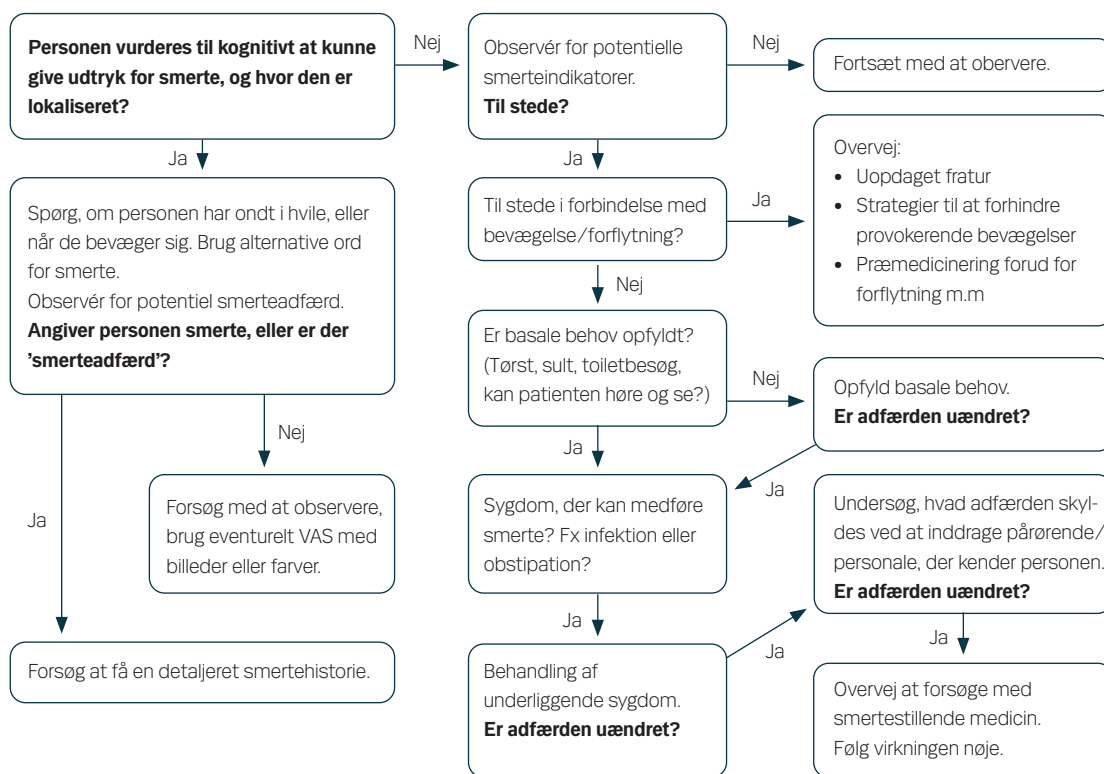 Personen vurderes til kognitivt at kunne
give udtryk for smerte, og hvor den er
lokaliseret?
Nej
Observér for potentielle
smerteindikatorer.
Til stede?
Nej
Fortsæt med at obervere.
Ja
Spørg, om personen har ondt i hvile, eller
når de bevæger sig. Brug alternative ord
for smerte.
Observér for potentiel smerteadfærd.
Angiver personen smerte, eller er der
’smerteadfærd’?
Ja
Til stede i forbindelse med
bevægelse/forflytning?
Ja
Overvej:
• Uopdaget fratur
• Strategier til at forhindre
provokerende bevægelser
• Præmedicinering forud for
forflytning m.m
Nej
Er basale behov opfyldt?
(Tørst, sult, toiletbesøg,
kan patienten høre og se?)
Nej
Opfyld basale behov.
Er adfærden uændret?
Ja
Nej
Forsøg med at observere,
brug eventurelt VAS med
billeder eller farver.
Ja
Forsøg at få en detaljeret smertehistorie.
Ja
Sygdom, der kan medføre
smerte? Fx infektion eller
obstipation?
Ja
Undersøg, hvad adfærden skyl-
des ved at inddrage pårørende/
personale, der kender personen.
Er adfærden uændret?
Ja
Behandling af
underliggende sygdom.
Er adfærden uændret?
Ja
Ja
Overvej at forsøge med
smertestillende medicin.
Følg virkningen nøje.